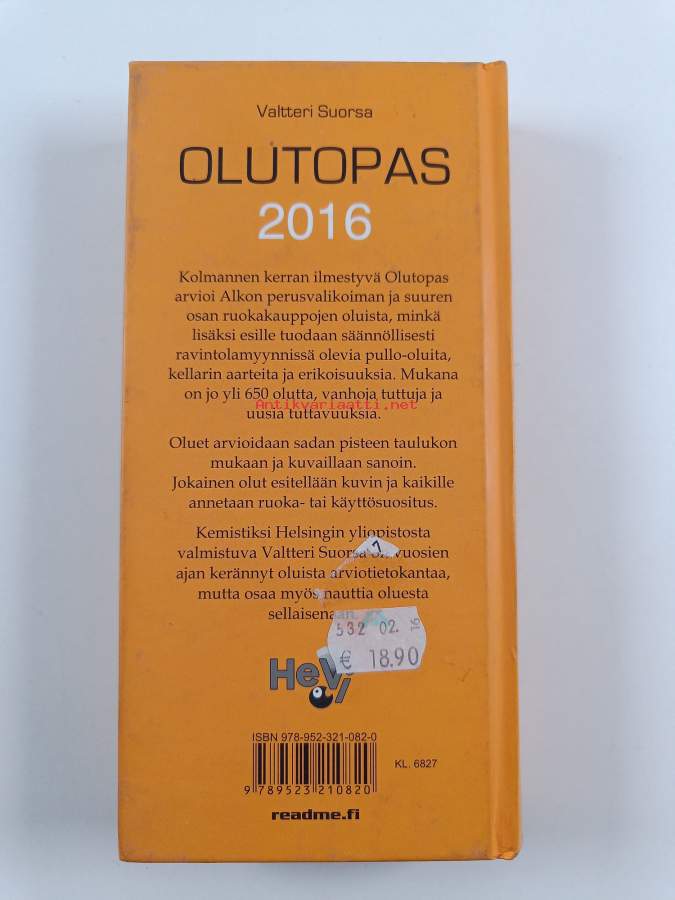 Valtteri Suorsa
OLUTOPAS
2016
Kolmannen kerran ilmestyvä Olutopas
arvioi Alkon perusvalikoiman ja suuren
osan ruokakauppojen oluista, minkä
lisäksi esille tuodaan säännöllisesti
ravintolamyynnissä olevia pullo-oluita,
kellarin aarteita ja erikoisuuksia. Mukana
on jo yli 650 olutta, vanhoja tuttuja ja
Antikvariaatti.net
uusia tuttavuuksia.
Oluet arvioidaan sadan pisteen taulukon
mukaan ja kuvaillaan sanoin.
Jokainen olut esitellään kuvin ja kaikille
annetaan ruoka- tai käyttösuositus.
Kemistiksi Helsingin yliopistosta
valmistuva Valtteri Suorsa vuosien
ajan kerännyt oluista arviotietokantaa,
mutta osaa myös nauttia oluesta
sellaisenaan.
532 02. 16
€ 18.90
HeVi
ISBN 978-952-321-082-0
KL. 6827
9 789523 210820
readme.fi